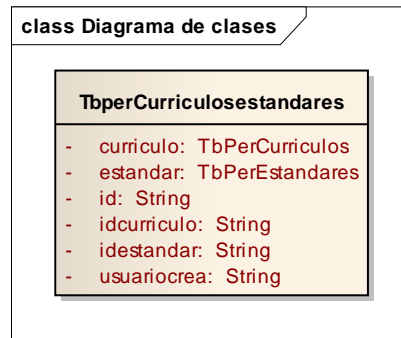 class Diagrama de clases
TbperCurriculosestandares
- curriculo: TbPerCurriculos
- estandar: TbPerEstandares
- id: String
- idcurriculo: String
- idestandar: String
- usuariocrea: String